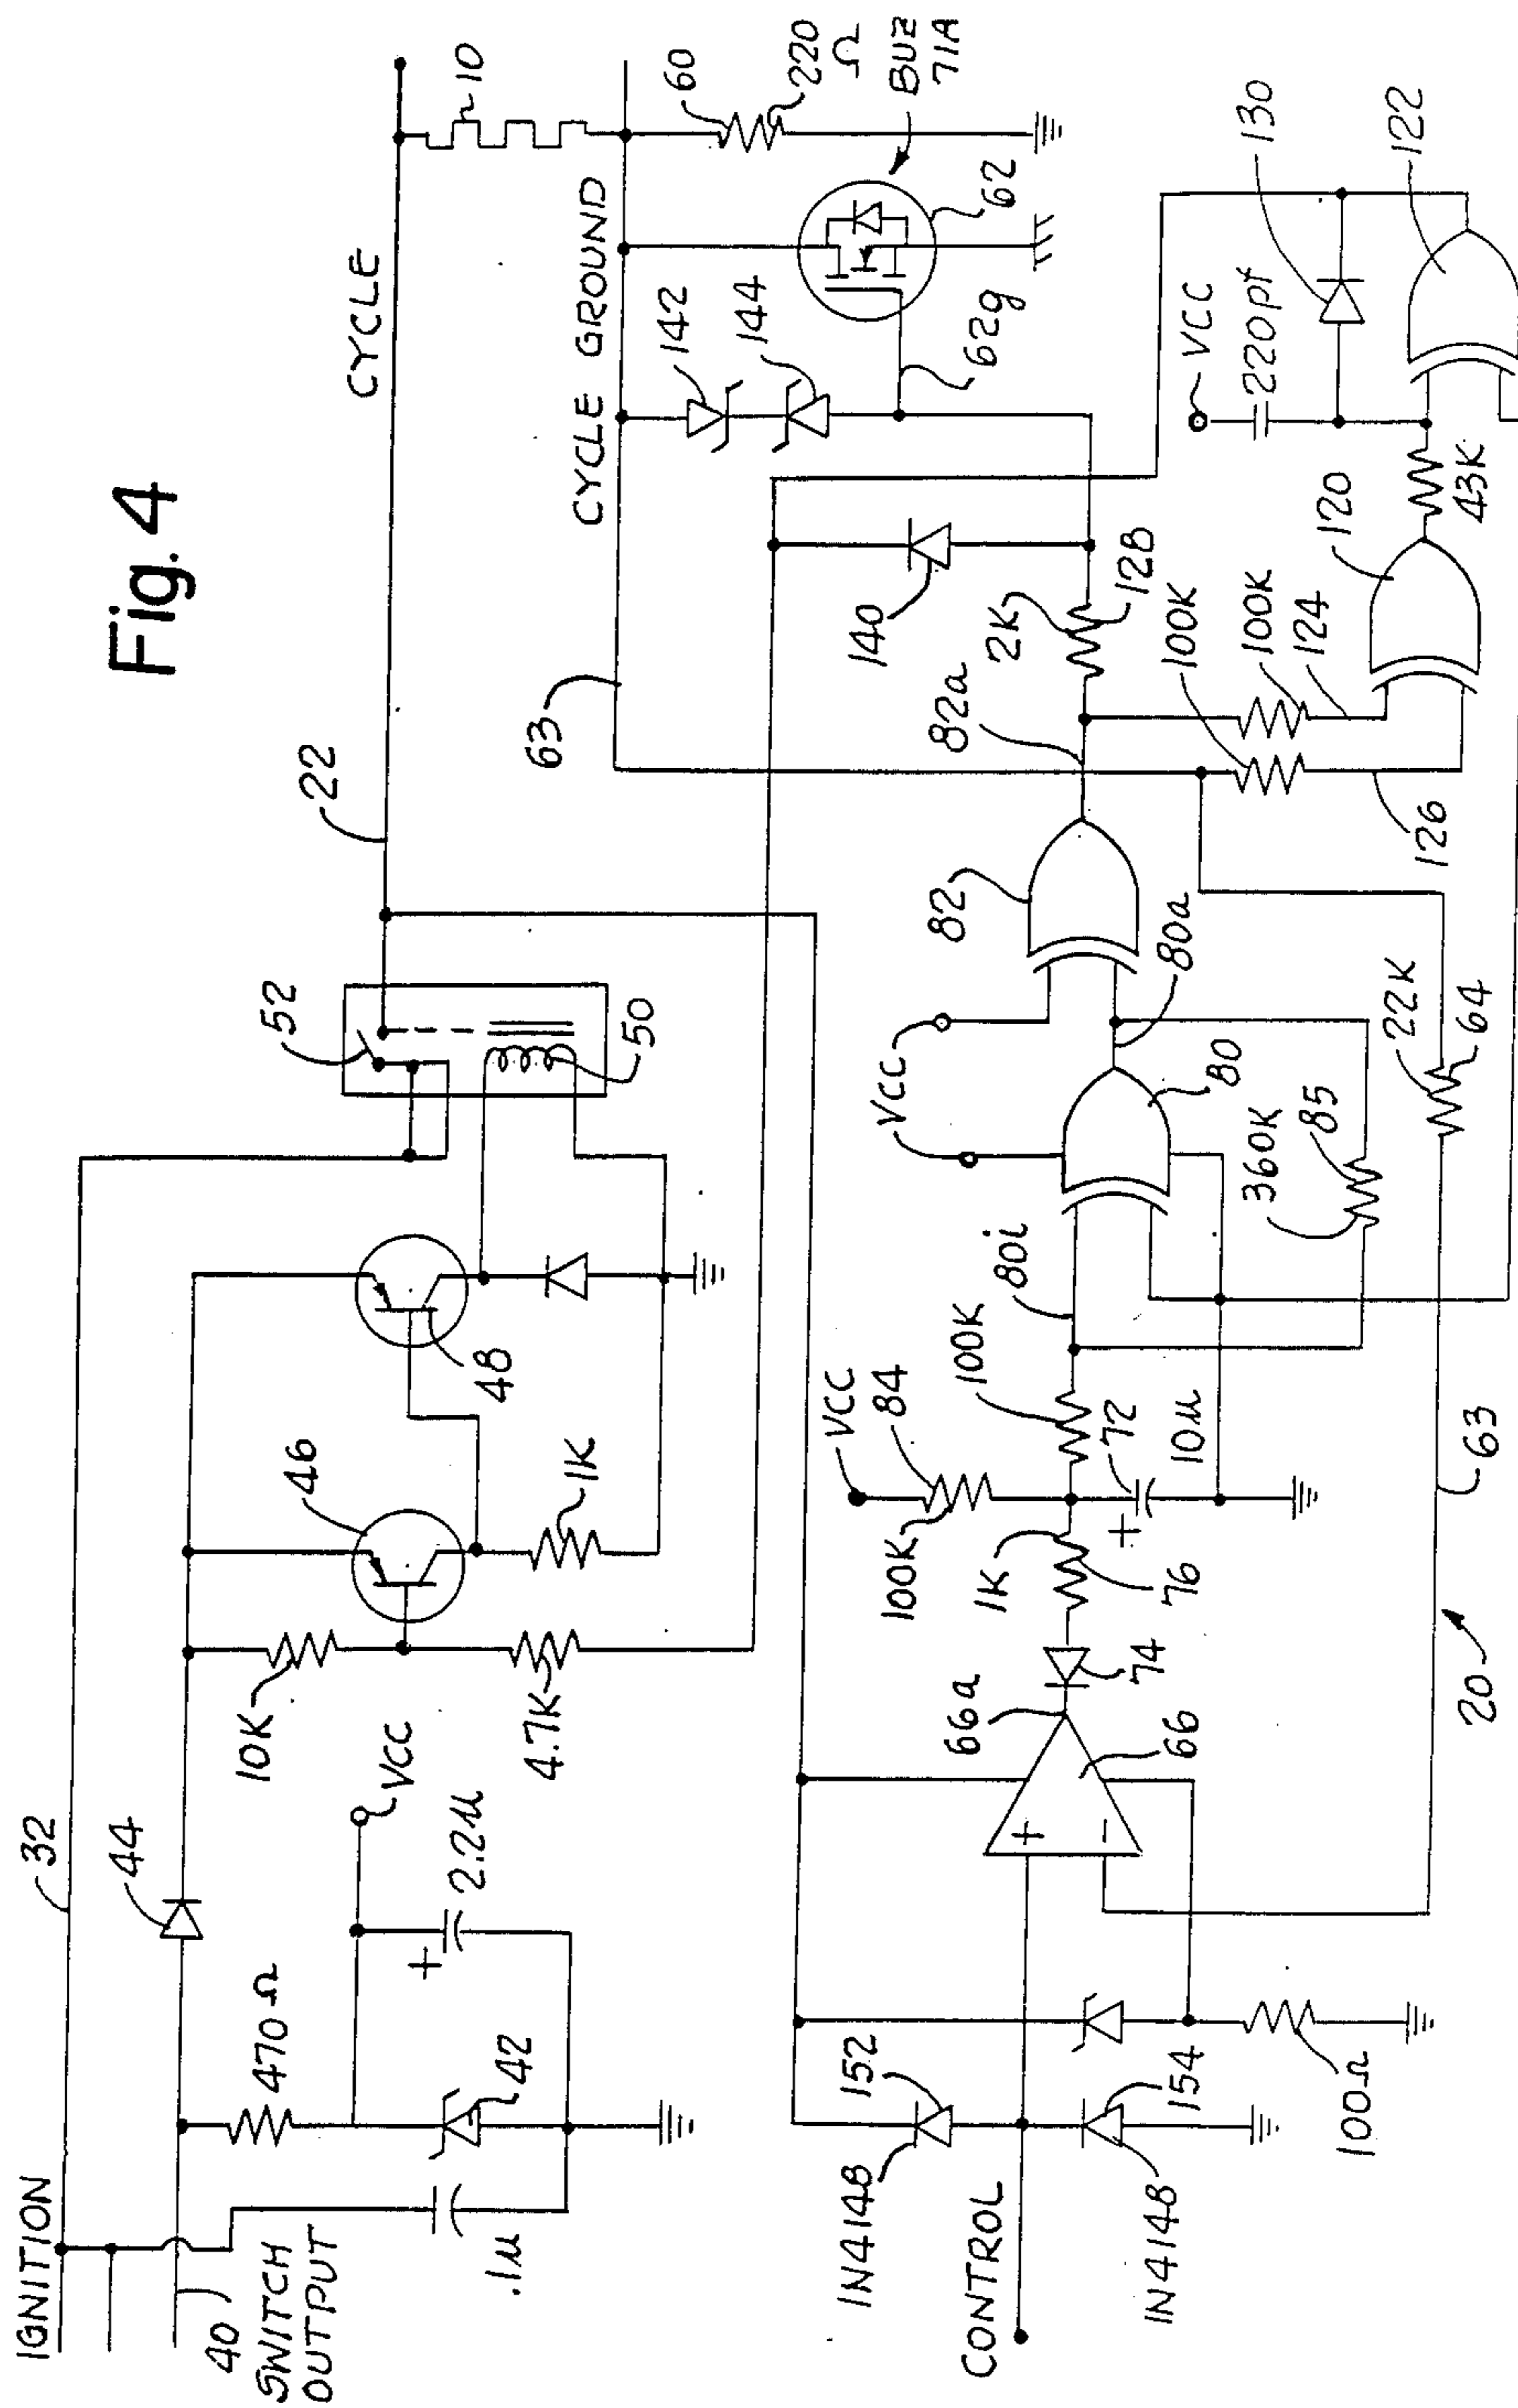 Fig. 4
IGNITION
32
40
SWITCH
OUTPUT
44
470 Ω
42
.1μ
2.2μ
VCC
10K
4.7K
46
1K
48
52
50
22
CYCLE
10
63
CYCLE GROUND
142
144
60
220
Ω
BUZ
71A
62
62g
140
2K
128
82a
82
80a
VCC
80
80i
100K
VCC
84
100K
1K
76
72
10μ
74
66a
66
360K
85
22K
64
63
20
100K
100K
124
126
120
43K
VCC
220pf
130
122
1N4148
152
CONTROL
1N4148
154
100Ω
+
−
+
+